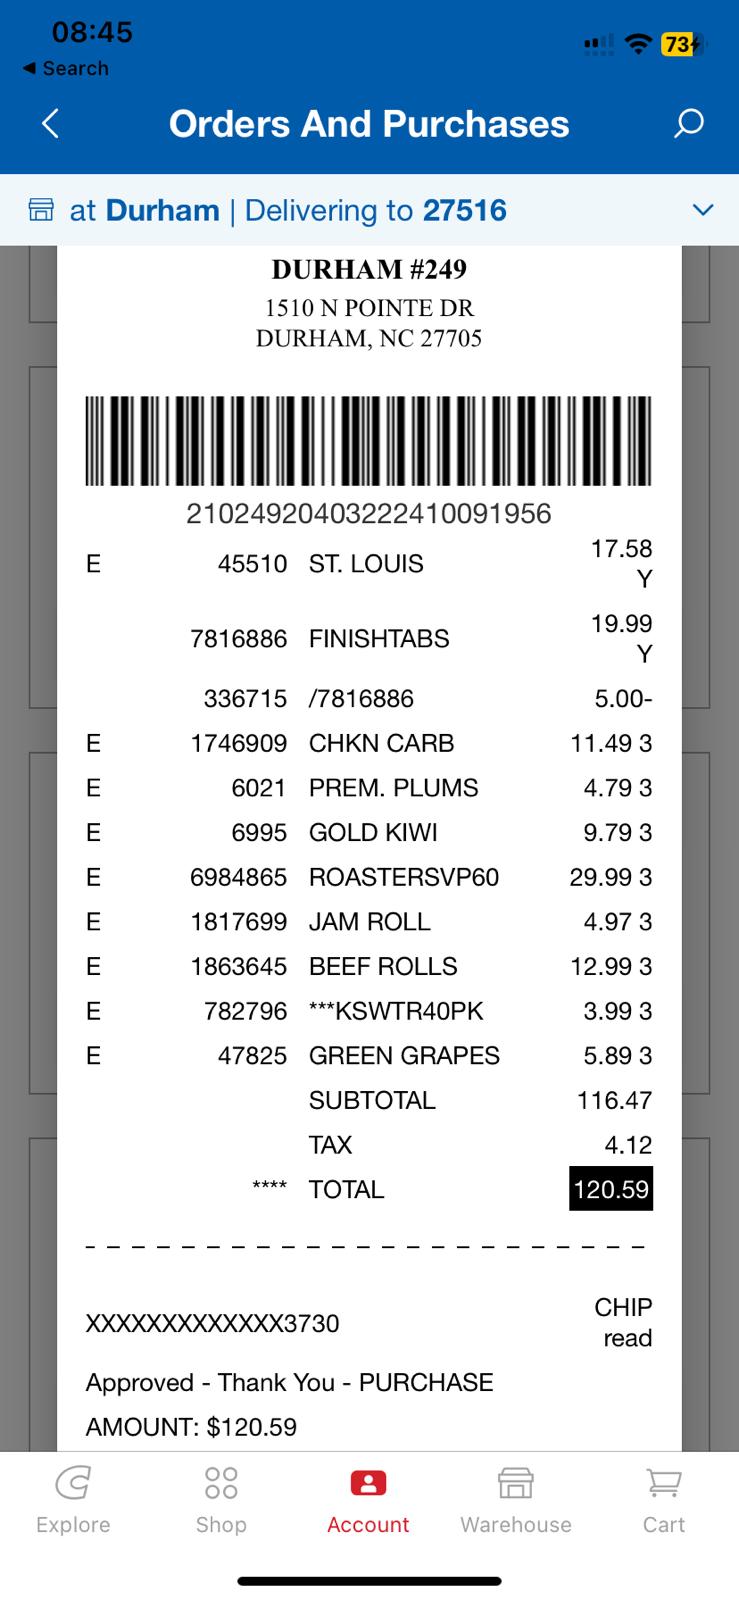 08:45
◀ Search
73
Orders And Purchases
at Durham | Delivering to 27516
DURHAM #249
1510 N POINTE DR
DURHAM, NC 27705
21024920403222410091956
E 45510 ST. LOUIS 17.58 Y
7816886 FINISHTABS 19.99 Y
336715 /7816886 5.00-
E 1746909 CHKN CARB 11.49 3
E 6021 PREM. PLUMS 4.79 3
E 6995 GOLD KIWI 9.79 3
E 6984865 ROASTERSVP60 29.99 3
E 1817699 JAM ROLL 4.97 3
E 1863645 BEEF ROLLS 12.99 3
E 782796 ***KSWTR40PK 3.99 3
E 47825 GREEN GRAPES 5.89 3
SUBTOTAL 116.47
TAX 4.12
**** TOTAL 120.59
XXXXXXXXXXXXX3730 CHIP read
Approved - Thank You - PURCHASE
AMOUNT: $120.59
Explore Shop Account Warehouse Cart